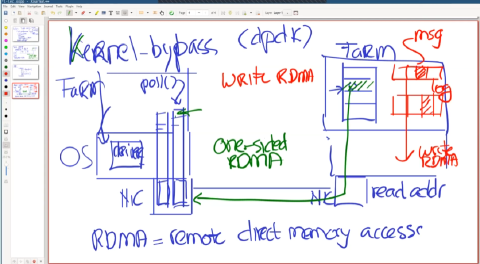 Kernel-bypass (dpdk)
FaRM
msg
FaRM
poll()
WRITE RDMA
log
OS
driver
one-sided
RDMA
write
RDMA
NIC
NIC
read addr
RDMA = remote direct memory access